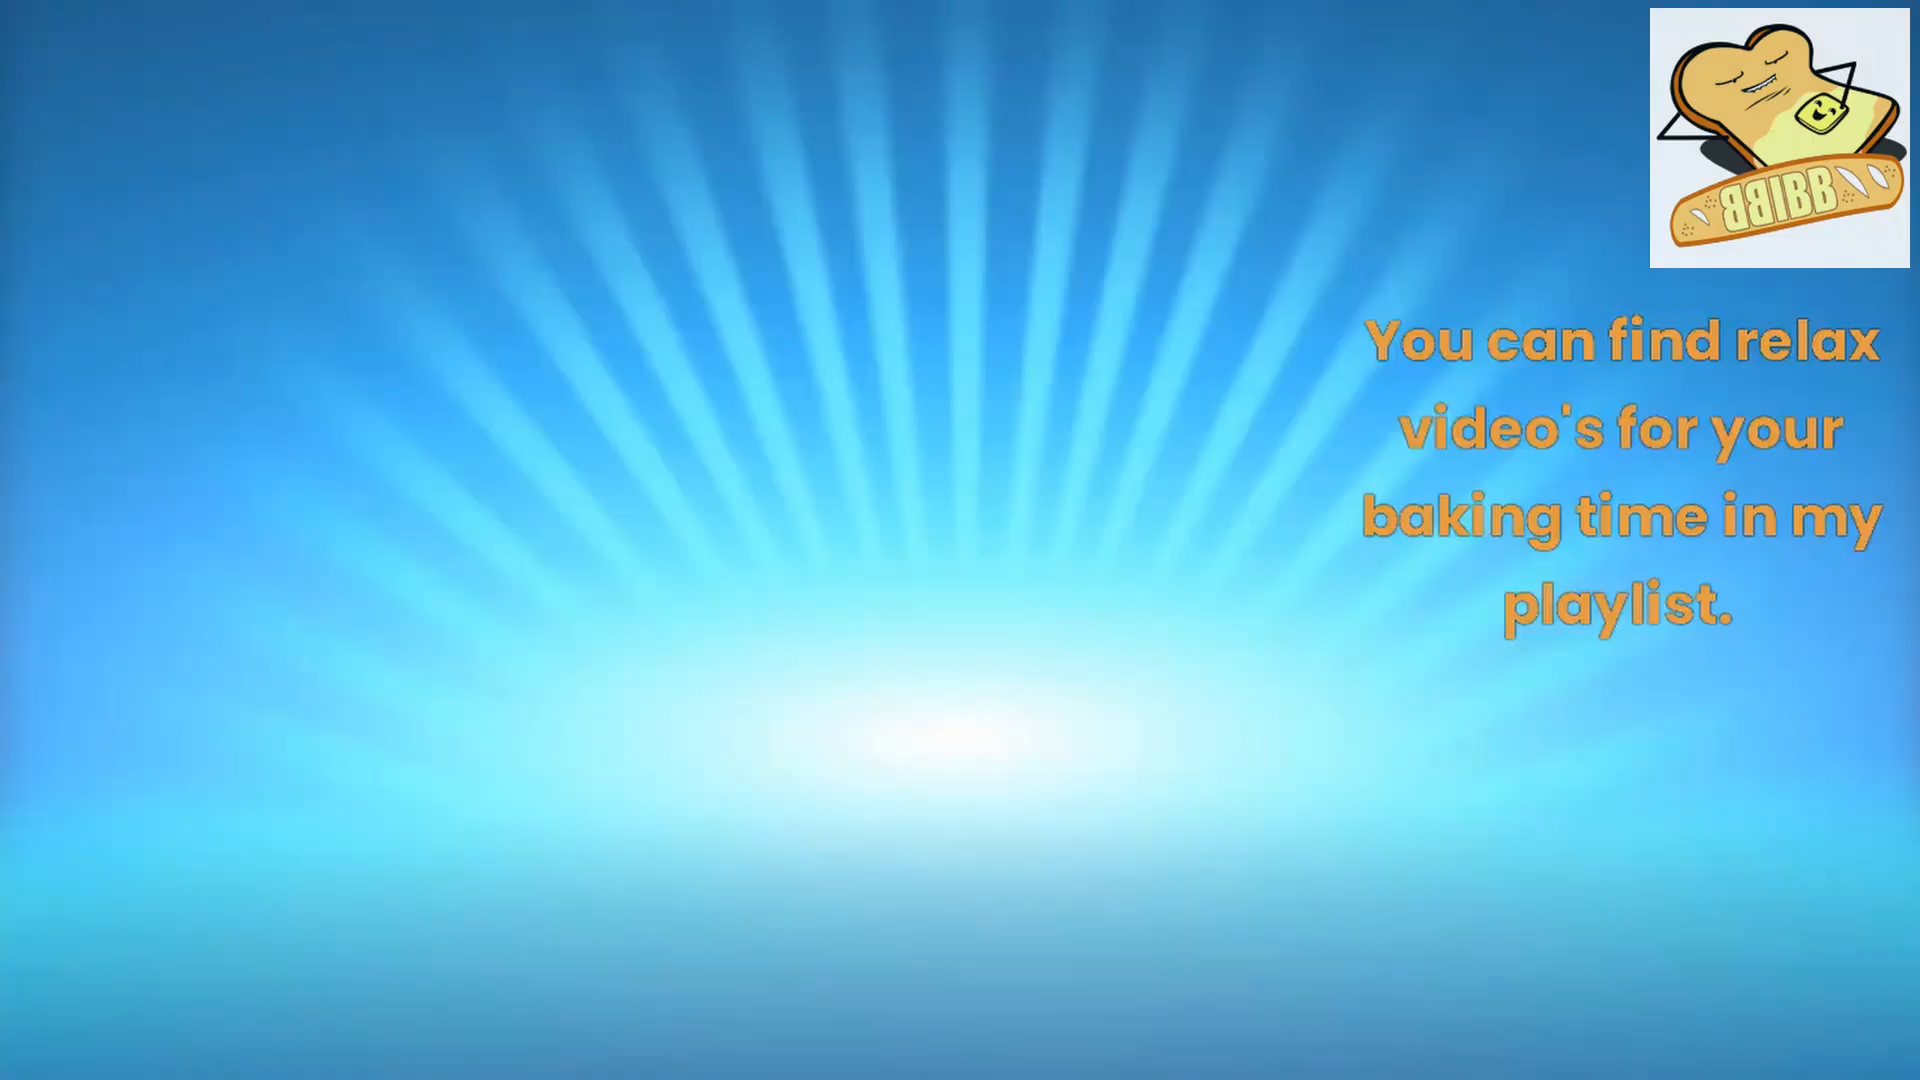 BBIBB
You can find relax
video's for your
baking time in my
playlist.